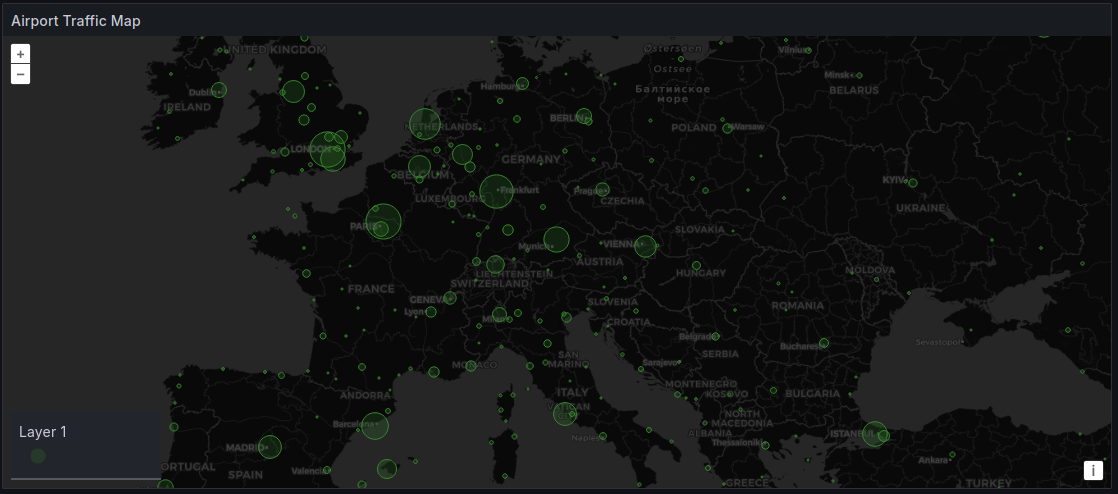 Airport Traffic Map
+
−
UNITED KINGDOM
Østersøen
Vilnius
Ostsee
Minsk
Hamburg
Балтийское
море
BELARUS
Dublin
IRELAND
BERLIN
NETHERLANDS
POLAND
Warsaw
LONDON
GERMANY
BELGIUM
KYIV
LUXEMBOURG
Frankfurt
Prague
CZECHIA
UKRAINE
PARIS
SLOVAKIA
Munich
VIENNA
AUSTRIA
MOLDOVA
LIECHTENSTEIN
HUNGARY
SWITZERLAND
FRANCE
GENEVA
SLOVENIA
ROMANIA
Lyon
Milan
CROATIA
Belgrade
Bucharest
Sevastopol
SERBIA
SAN
MARINO
Sarajevo
MONACO
MONTENEGRO
ITALY
KOSOVO
BULGARIA
ANDORRA
VATICAN
NORTH
MACEDONIA
Barcelona
Naples
ALBANIA
ISTANBUL
Thessaloniki
Layer 1
MADRID
Ankara
PORTUGAL
SPAIN
Valencia
GREECE
TURKEY
i